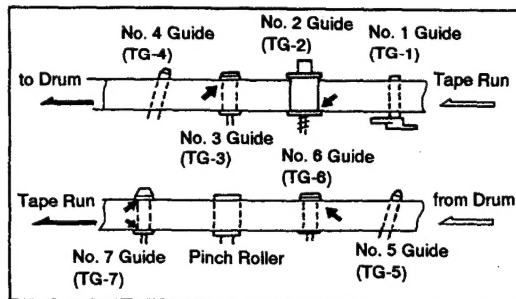 No. 4 Guide
(TG-4)
No. 2 Guide
(TG-2)
No. 1 Guide
(TG-1)
to Drum
Tape Run
No. 3 Guide
(TG-3)
No. 6 Guide
(TG-6)
Tape Run
from Drum
No. 7 Guide
(TG-7)
Pinch Roller
No. 5 Guide
(TG-5)